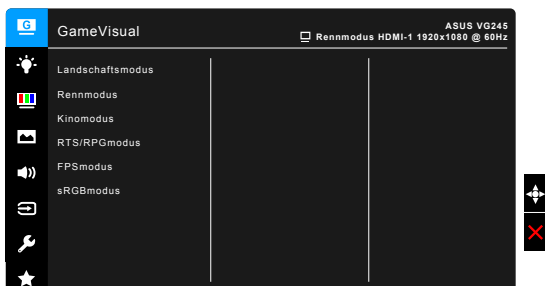 G
GameVisual
ASUS VG245
Rennmodus HDMI-1 1920x1080 @ 60Hz
Landschaftsmodus
Rennmodus
Kinomodus
RTS/RPGmodus
FPSmodus
sRGBmodus